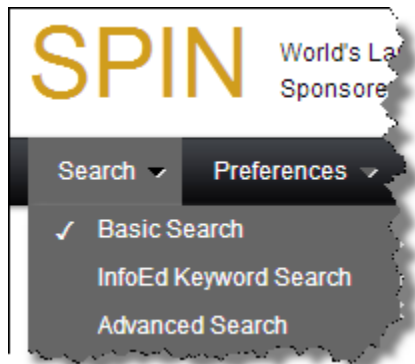 SPIN
World's La
Sponsore
Search Preferences
Basic Search
InfoEd Keyword Search
Advanced Search